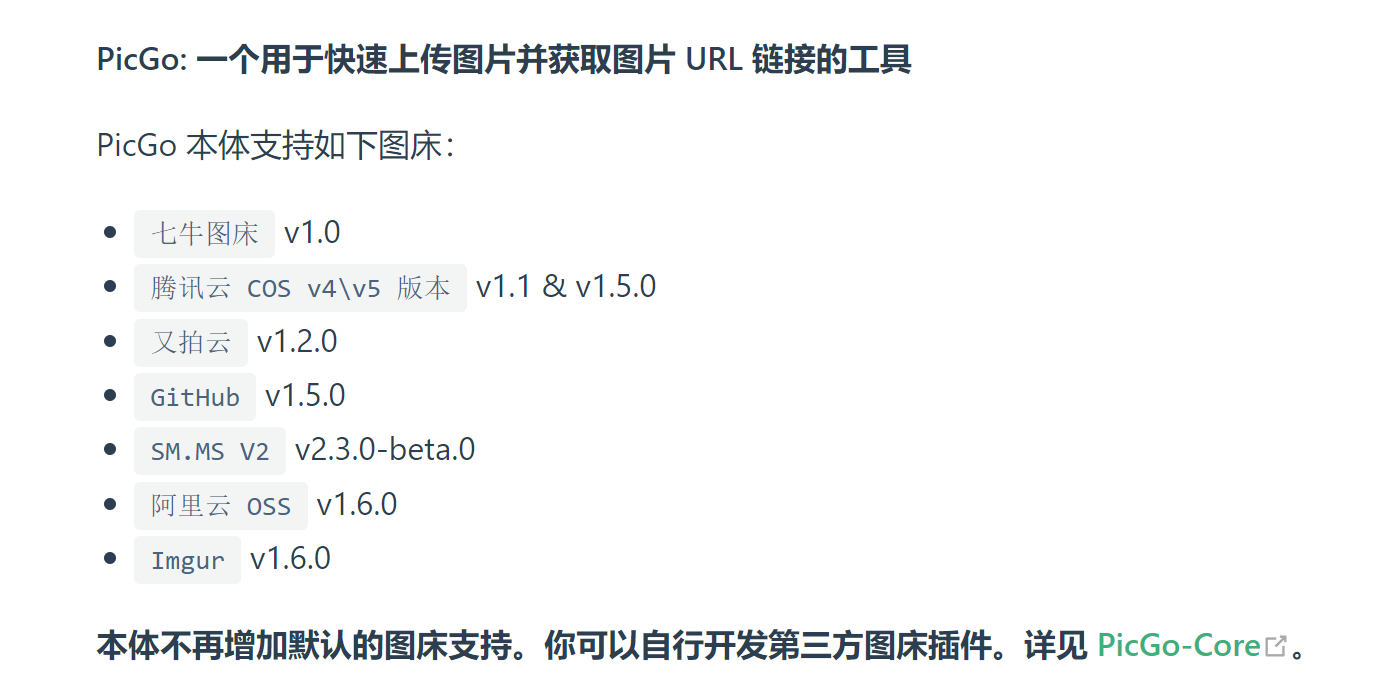 PicGo: 一个用于快速上传图片并获取图片 URL 链接的工具
PicGo 本体支持如下图床：
七牛图床 v1.0
腾讯云 COS v4\v5 版本 v1.1 & v1.5.0
又拍云 v1.2.0
GitHub v1.5.0
SM.MS V2 v2.3.0-beta.0
阿里云 OSS v1.6.0
Imgur v1.6.0
本体不再增加默认的图床支持。你可以自行开发第三方图床插件。详见 PicGo-Core。